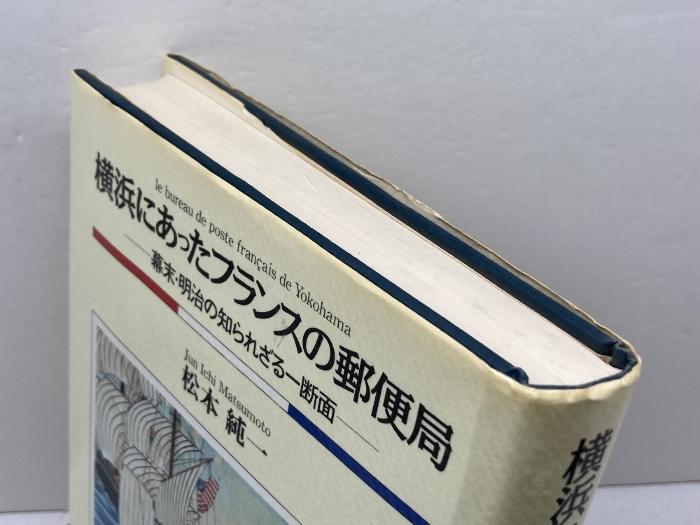 le bureau de poste français de Yokohama
横浜にあったフランスの郵便局
──幕末・明治の知られざる一断面──
Jun Ichi Matsumoto
松本 純一
横浜